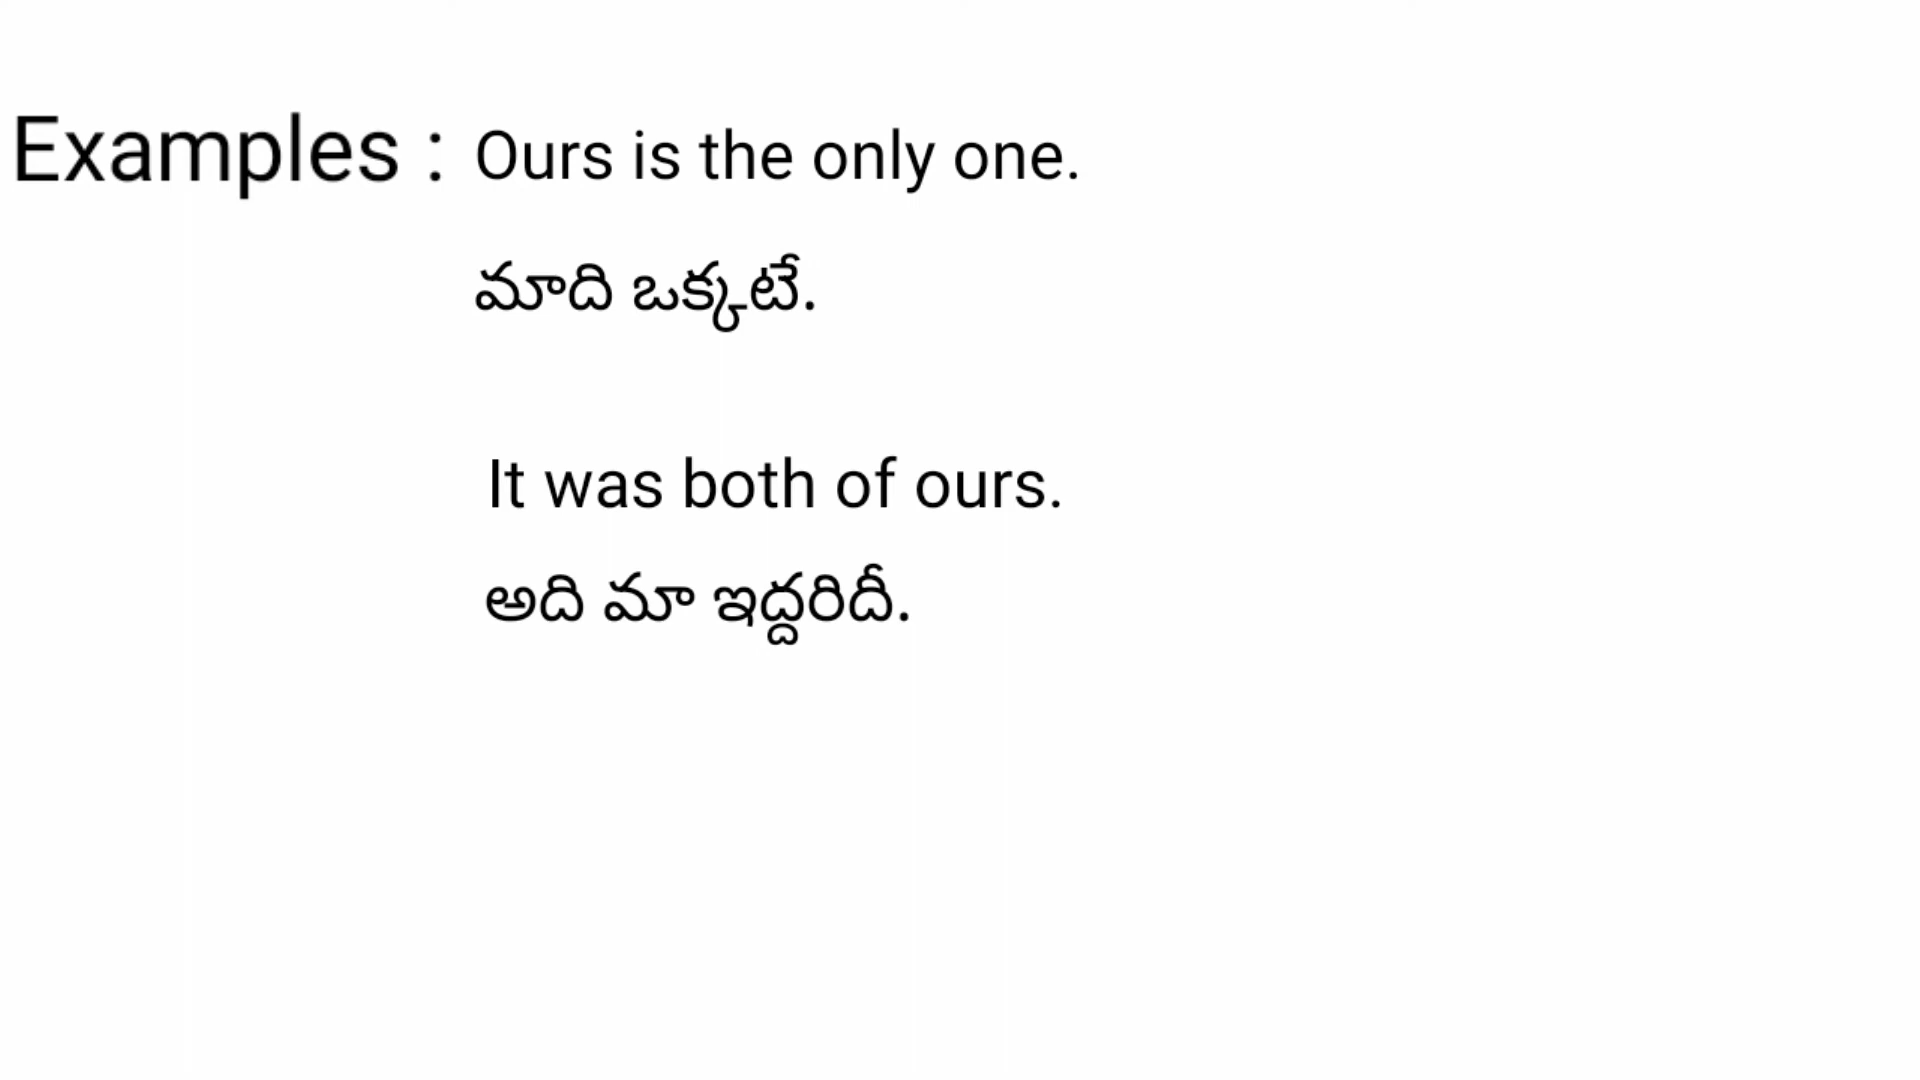 Examples : Ours is the only one.
మాది ఒక్కటే.
It was both of ours.
అది మా ఇద్దరిదీ.